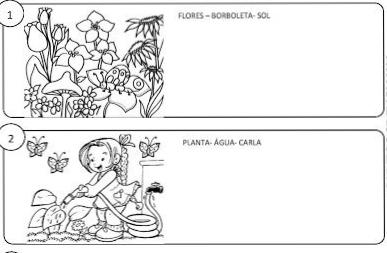 1
FLORES – BORBOLETA- SOL
2
PLANTA- ÁGUA- CARLA